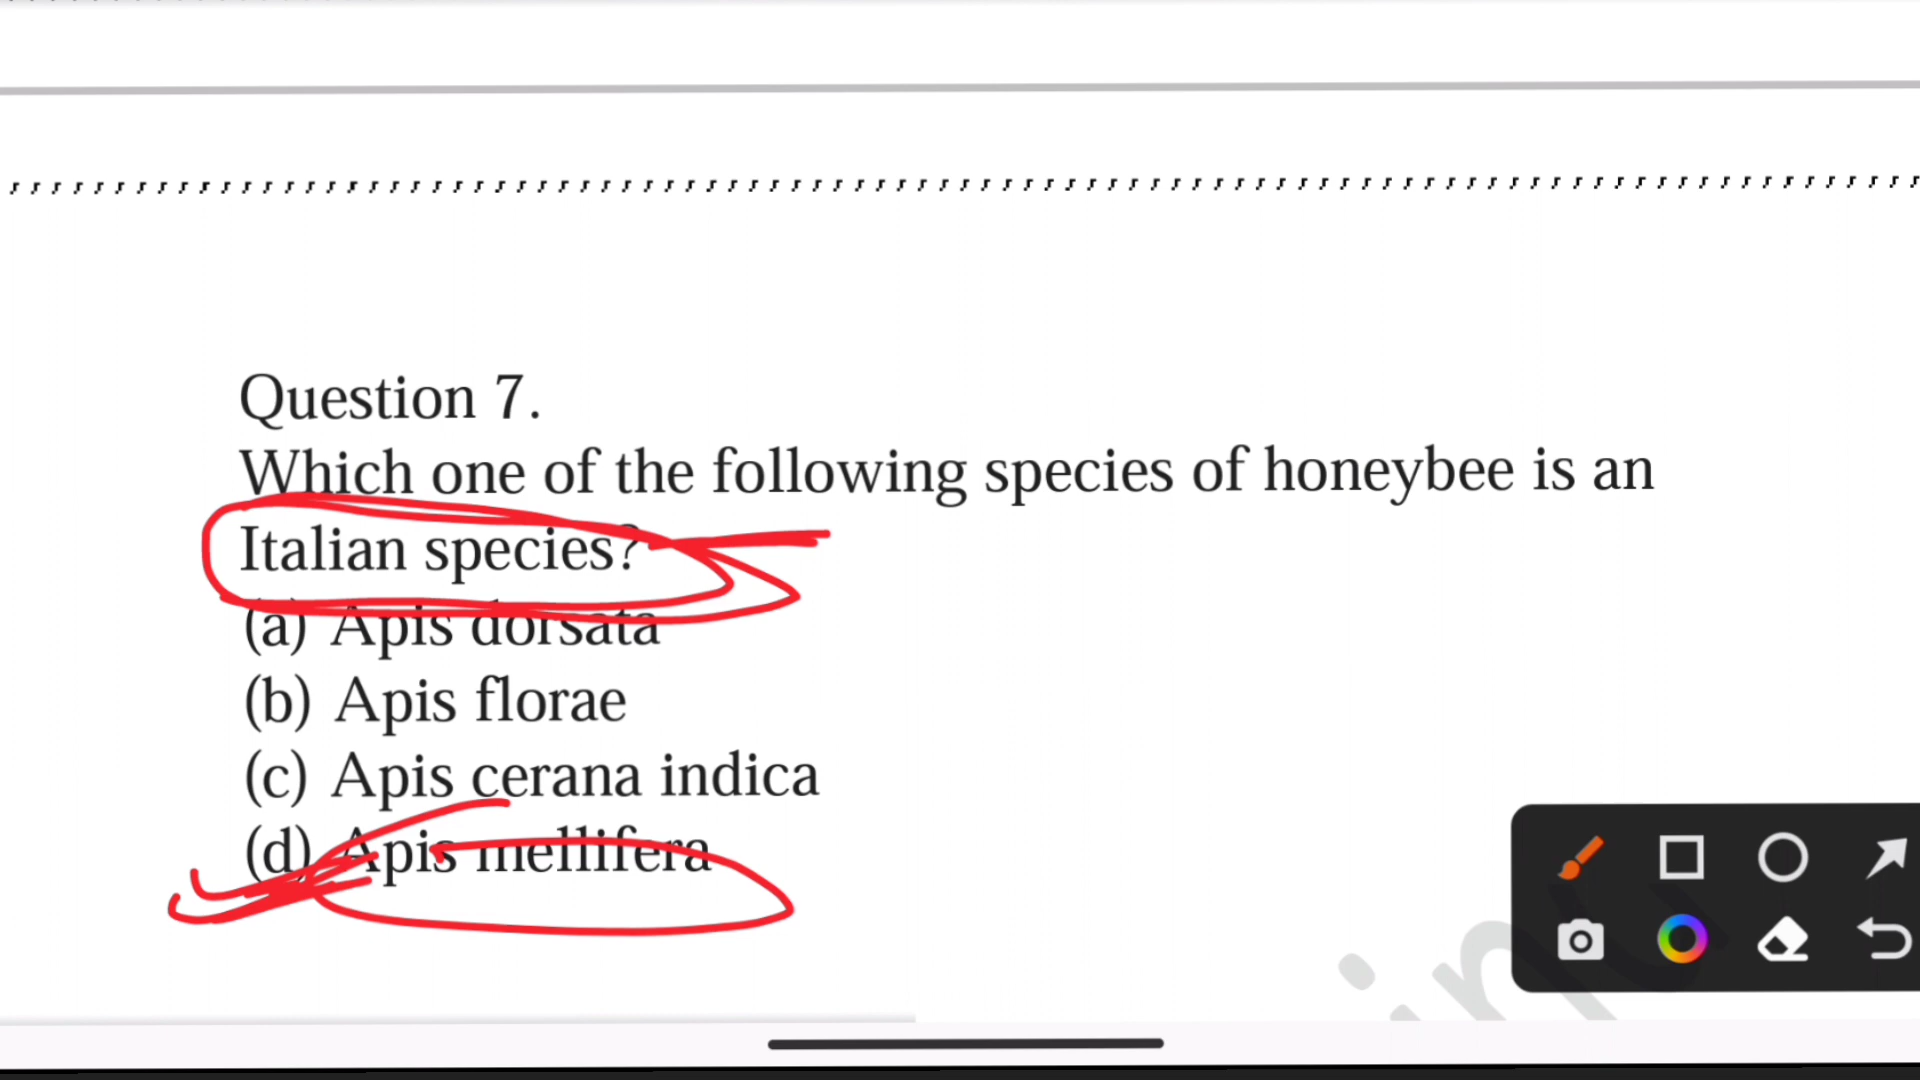 Question 7.
Which one of the following species of honeybee is an
Italian species?
(a) Apis dorsata
(b) Apis florae
(c) Apis cerana indica
(d) Apis mellifera